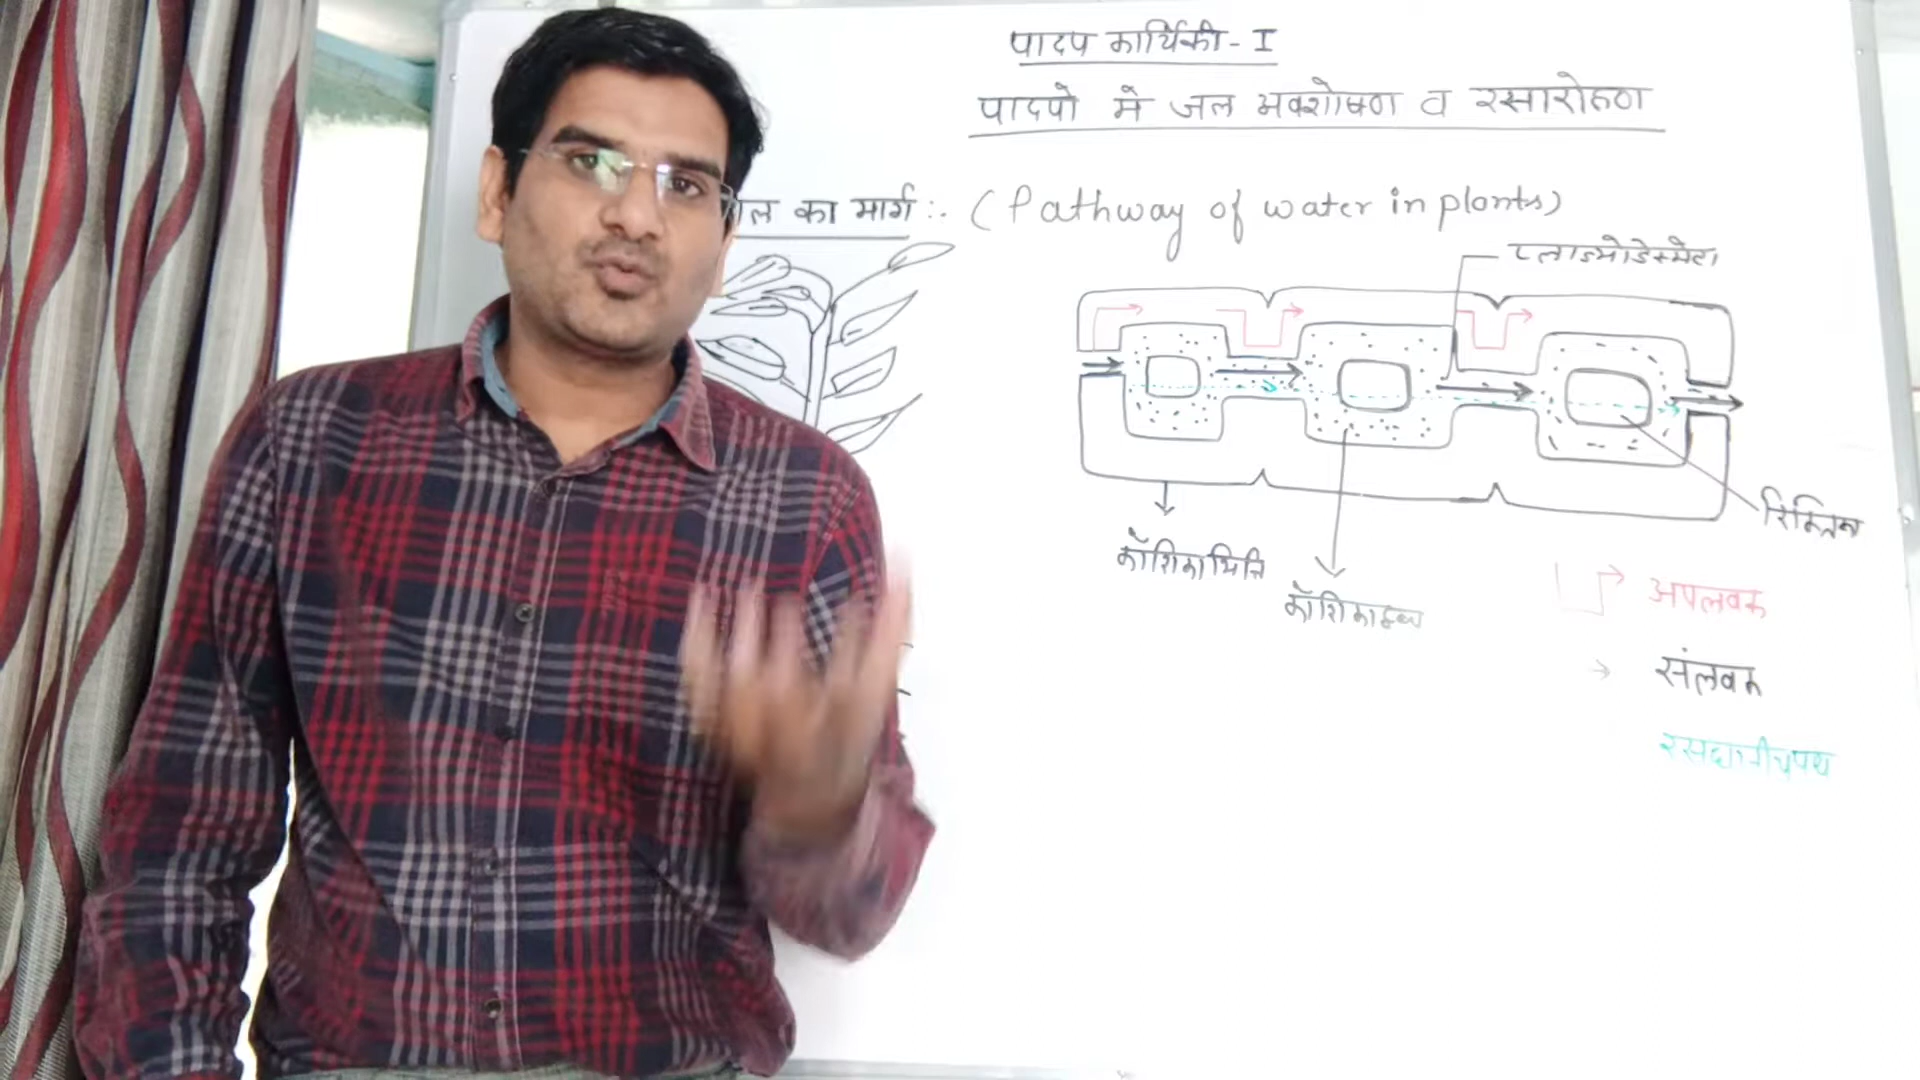 पादप कार्यिकी - I
पादपो मे जल अवशोषण व रसारोहण
का मार्ग :- (Pathway of water in plants)
प्लाज्मोडेस्मेटा
रिक्तिका
कोशिका भित्ति
कोशिका द्रव्य
अपलवक
संलवक
रसधानीय पथ